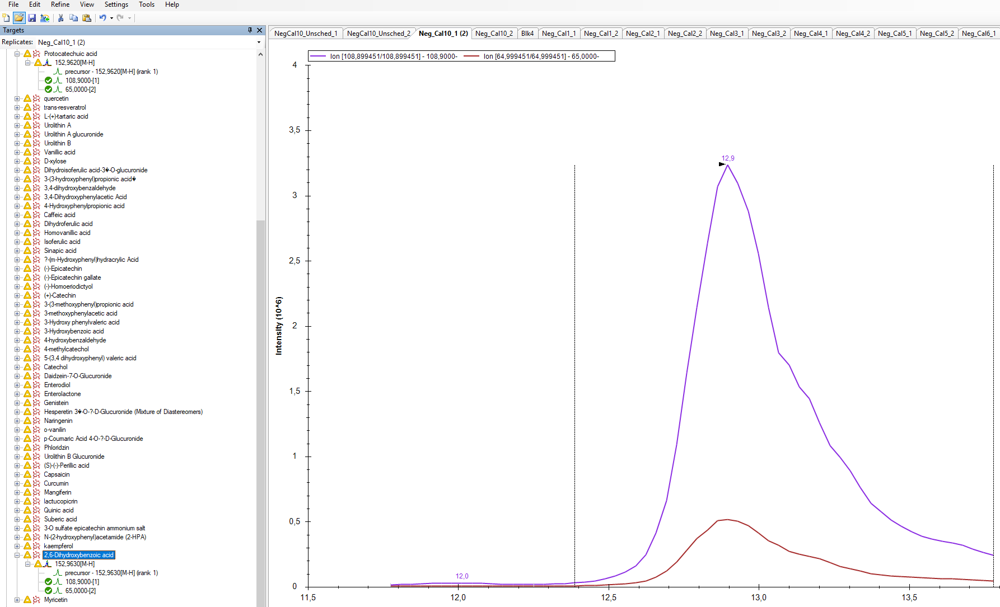 File Edit Refine View Settings Tools Help
Targets
Replicates: Neg_Cal10_1 (2)
Protocatechuic acid
152,9620[M-H]
precursor - 152,9620[M-H] (irank 1)
108,9000-[1]
65,0000-[2]
quercetin
trans-resveratrol
L-(+)-tartaric acid
Urolithin A
Urolithin A glucuronide
Urolithin B
Vanillic acid
D-xylose
Dihydroisoferulic acid-3�-O-glucuronide
3-(3-hydroxyphenyl)propionic acid�
3,4-dihydroxybenzaldehyde
3,4-Dihydroxyphenylacetic Acid
4-Hydroxyphenylpropionic acid
Caffeic acid
Dihydroferulic acid
Homovanillic acid
Isoferulic acid
Sinapic acid
?-(m-Hydroxyphenyl)hydracrylic Acid
(-)-Epicatechin
(-)-Epicatechin gallate
(-)-Homoeriodictyol
(+)-Catechin
3-(3-methoxyphenyl)propionic acid
3-methoxyphenylacetic acid
3-Hydroxy phenylvaleric acid
3-Hydroxybenzoic acid
4-hydroxybenzaldehyde
4-methylcatechol
5-(3,4 dihydroxyphenyl) valeric acid
Catechol
Daidzein-7-O-Glucuronide
Enterodiol
Enterolactone
Genistein
Hesperetin 3�-O-?-D-Glucuronide (Mixture of Diastereomers)
Naringenin
o-vanilin
p-Coumaric Acid 4-O-?-D-Glucuronide
Phloridzin
Urolithin B Glucuronide
(S)-(-)-Perillic acid
Capsaicin
Curcumin
Mangiferin
lactucopicrin
Quinic acid
Suberic acid
3-O sulfate epicatechin ammonium salt
N-(2-hydroxyphenyl)acetamide (2-HPA)
kaempferol
2,6-Dihydroxybenzoic acid
152,9630[M-H]
precursor - 152,9630[M-H] (irank 1)
108,9000-[1]
65,0000-[2]
Myricetin
NegCal10_Unsched_1 NegCal10_Unsched_2 Neg_Cal10_1 (2) Neg_Cal10_2 Blk4 Neg_Cal1_1 Neg_Cal1_2 Neg_Cal2_1 Neg_Cal2_2 Neg_Cal3_1 Neg_Cal3_2 Neg_Cal4_1 Neg_Cal4_2 Neg_Cal5_1 Neg_Cal5_2 Neg_Cal6_1
Ion [108,899451/108,899451] - 108,9000- Ion [64,999451/64,999451] - 65,0000-
4
3,5
3
2,5
2
1,5
1
0,5
0
Intensity (10^6)
12,9
12,0
11,5 12,0 12,5 13,0 13,5